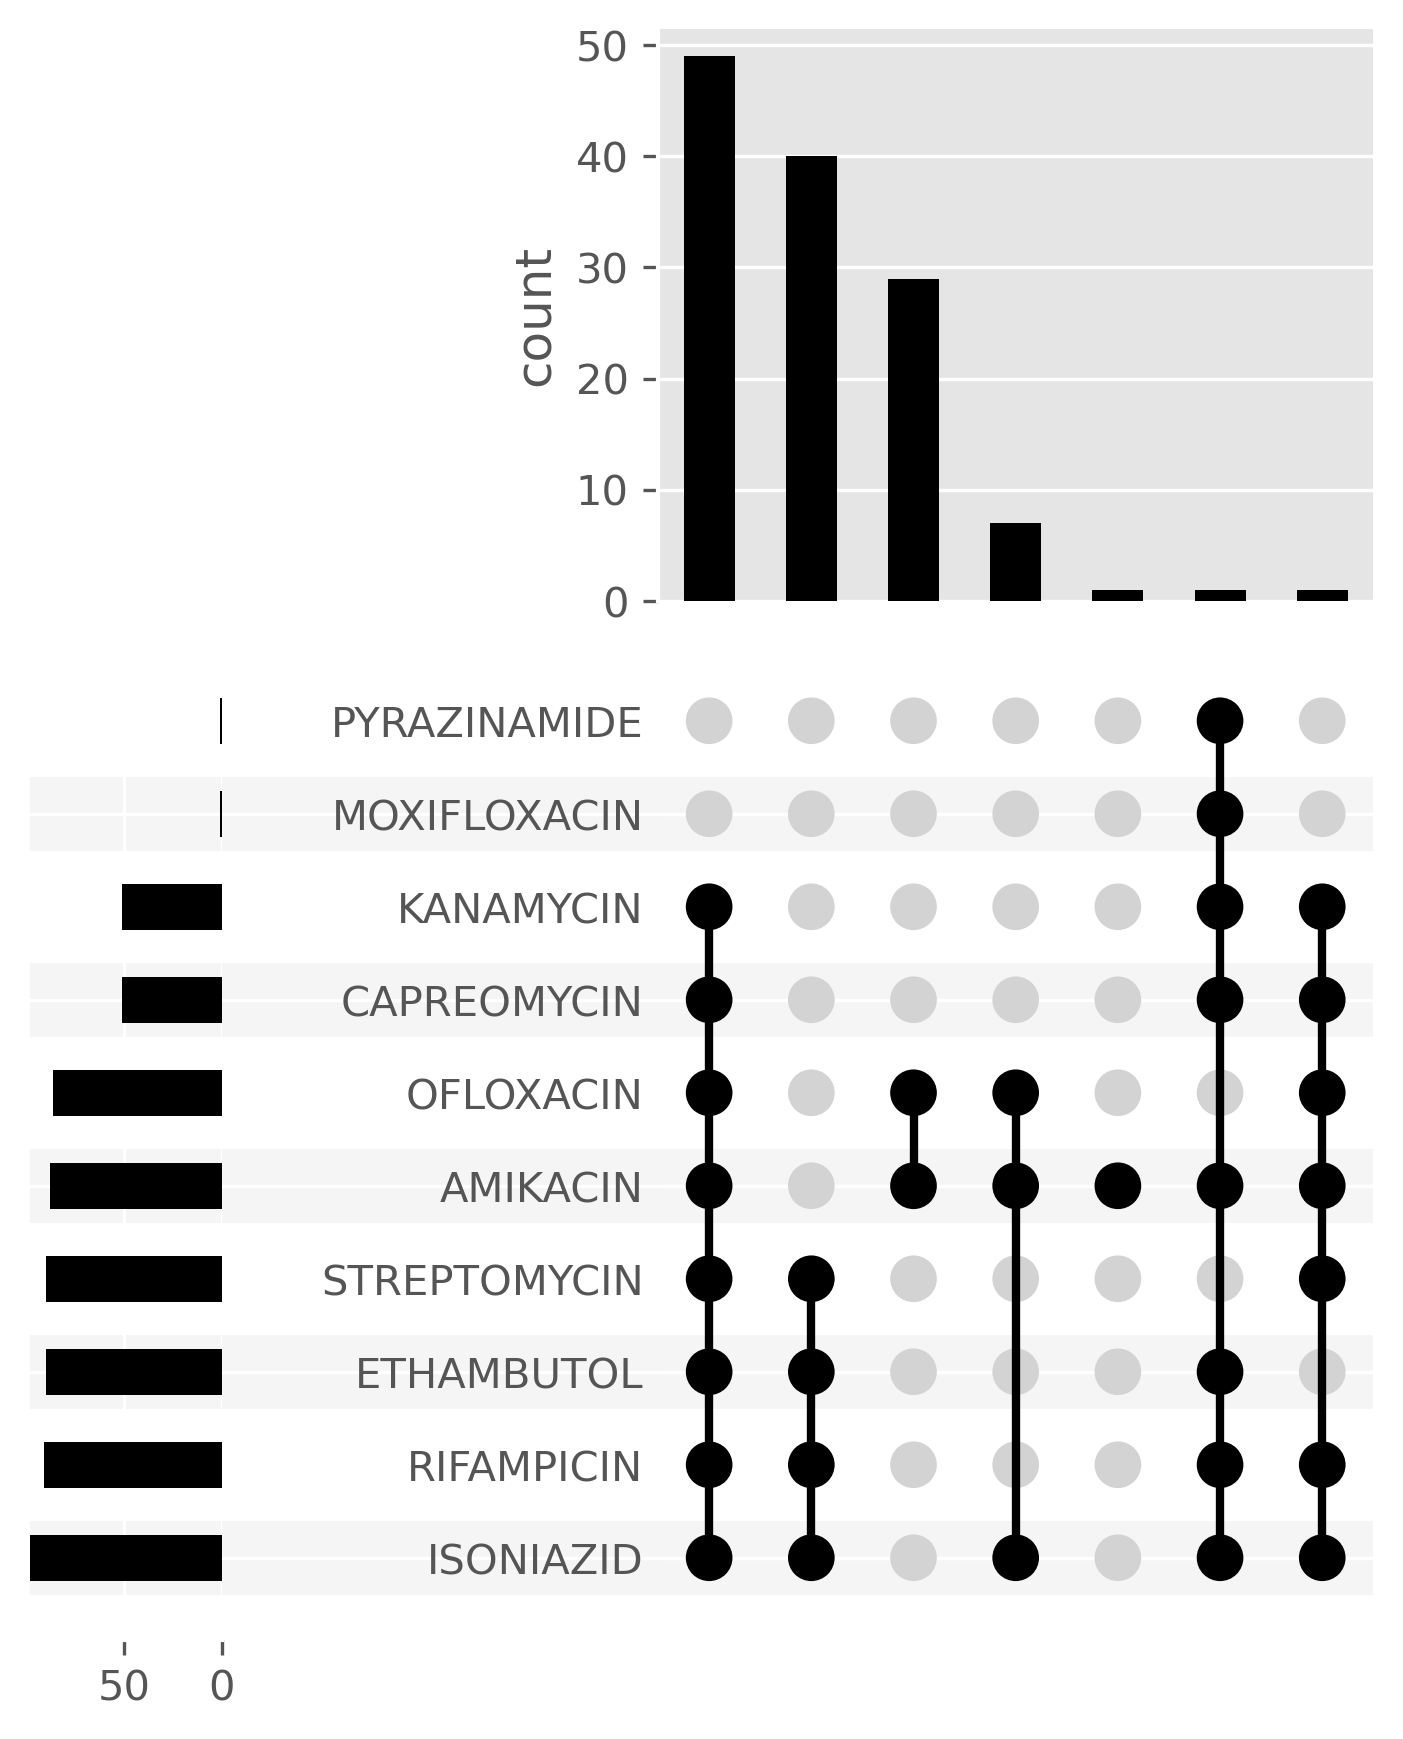 50
40
30
20
10
0
count
PYRAZINAMIDE
MOXIFLOXACIN
KANAMYCIN
CAPREOMYCIN
OFLOXACIN
AMIKACIN
STREPTOMYCIN
ETHAMBUTOL
RIFAMPICIN
ISONIAZID
50 0